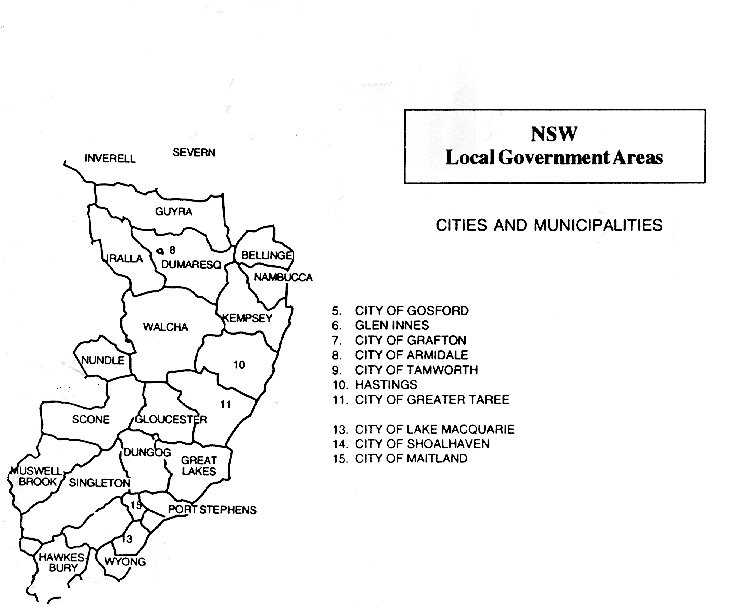 NSW
Local Government Areas
CITIES AND MUNICIPALITIES
INVERELL
SEVERN
GUYRA
8
IRALLA
DUMARESQ
BELLINGE
NAMBUCCA
WALCHA
KEMPSEY
NUNDLE
10
11
SCONE
GLOUCESTER
DUNGOG
GREAT
LAKES
MUSWELL
BROOK
SINGLETON
15
PORT STEPHENS
13
HAWKES-
BURY
WYONG
5. CITY OF GOSFORD
6. GLEN INNES
7. CITY OF GRAFTON
8. CITY OF ARMIDALE
9. CITY OF TAMWORTH
10. HASTINGS
11. CITY OF GREATER TAREE
13. CITY OF LAKE MACQUARIE
14. CITY OF SHOALHAVEN
15. CITY OF MAITLAND